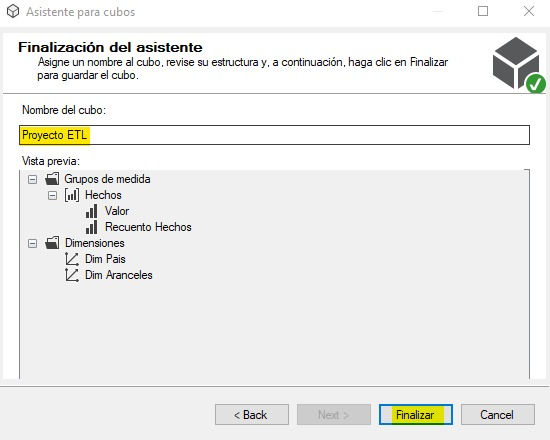 Asistente para cubos
Finalización del asistente
Asigne un nombre al cubo, revise su estructura y, a continuación, haga clic en Finalizar
para guardar el cubo.
Nombre del cubo:
Proyecto ETL
Vista previa:
Grupos de medida
Hechos
Valor
Recuento Hechos
Dimensiones
Dim Pais
Dim Aranceles
< Back
Next >
Finalizar
Cancel